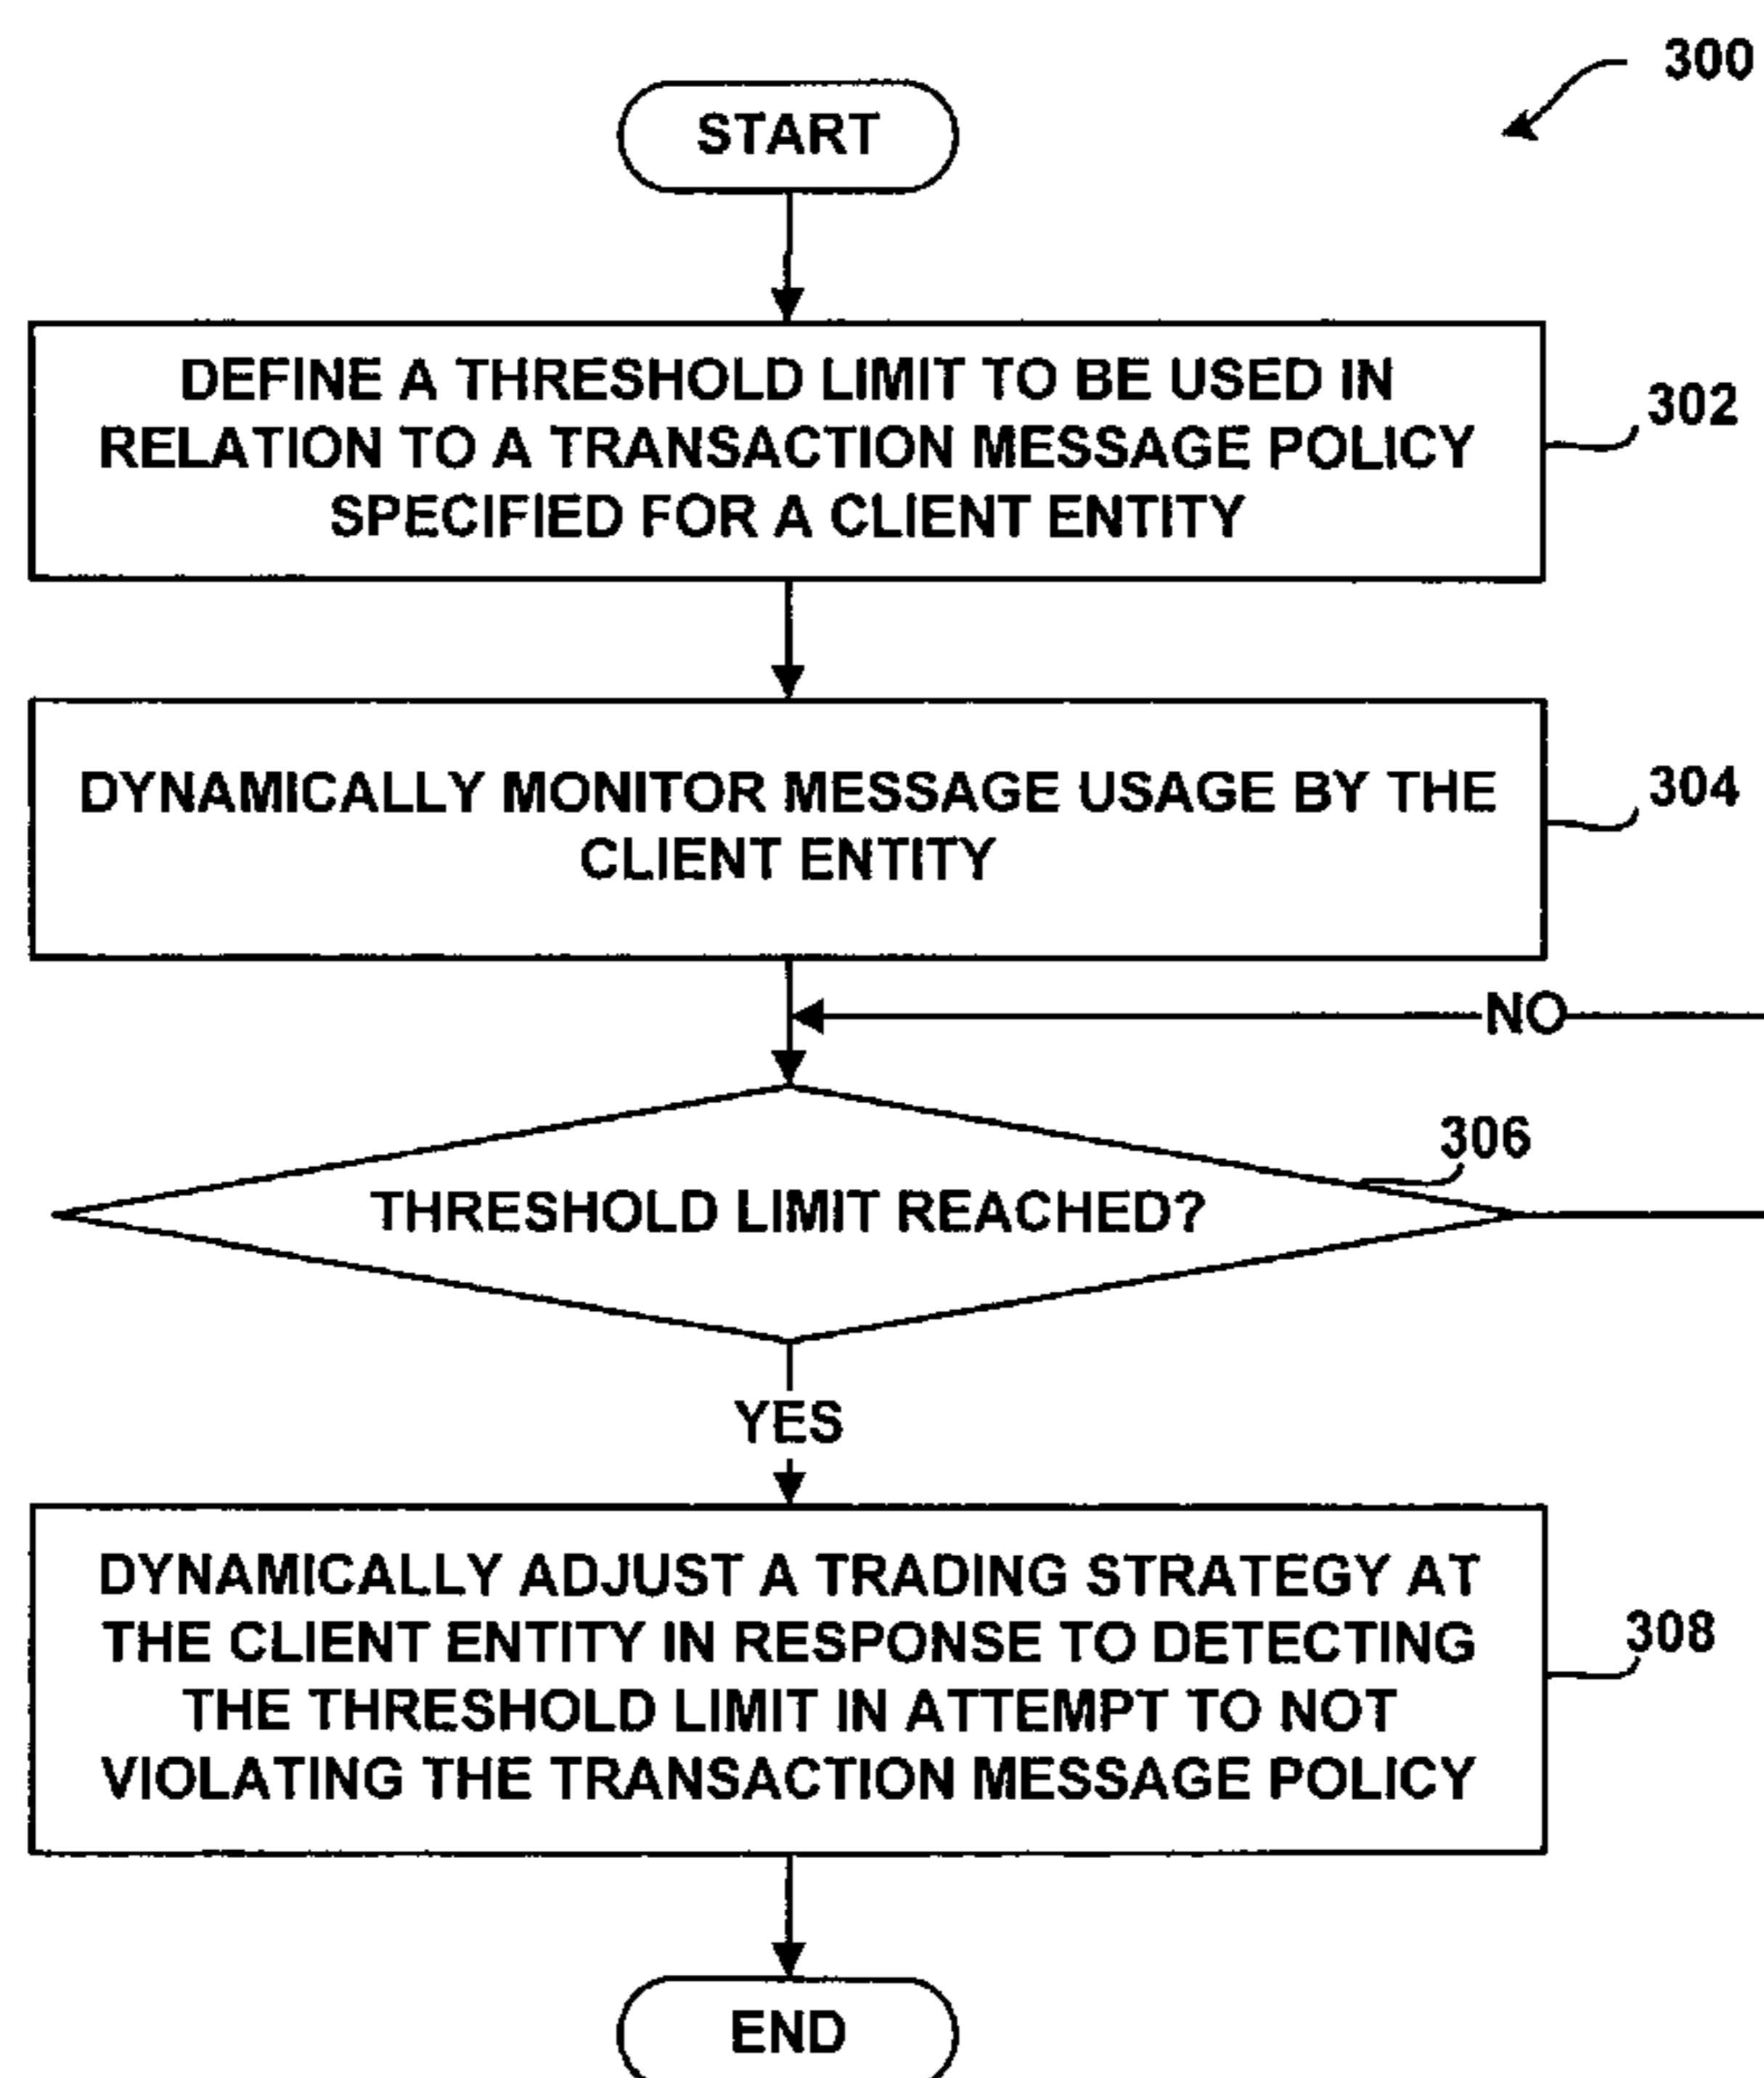 300
START
DEFINE A THRESHOLD LIMIT TO BE USED IN
RELATION TO A TRANSACTION MESSAGE POLICY
SPECIFIED FOR A CLIENT ENTITY
302
DYNAMICALLY MONITOR MESSAGE USAGE BY THE
CLIENT ENTITY
304
NO
306
THRESHOLD LIMIT REACHED?
YES
DYNAMICALLY ADJUST A TRADING STRATEGY AT
THE CLIENT ENTITY IN RESPONSE TO DETECTING
THE THRESHOLD LIMIT IN ATTEMPT TO NOT
VIOLATING THE TRANSACTION MESSAGE POLICY
308
END